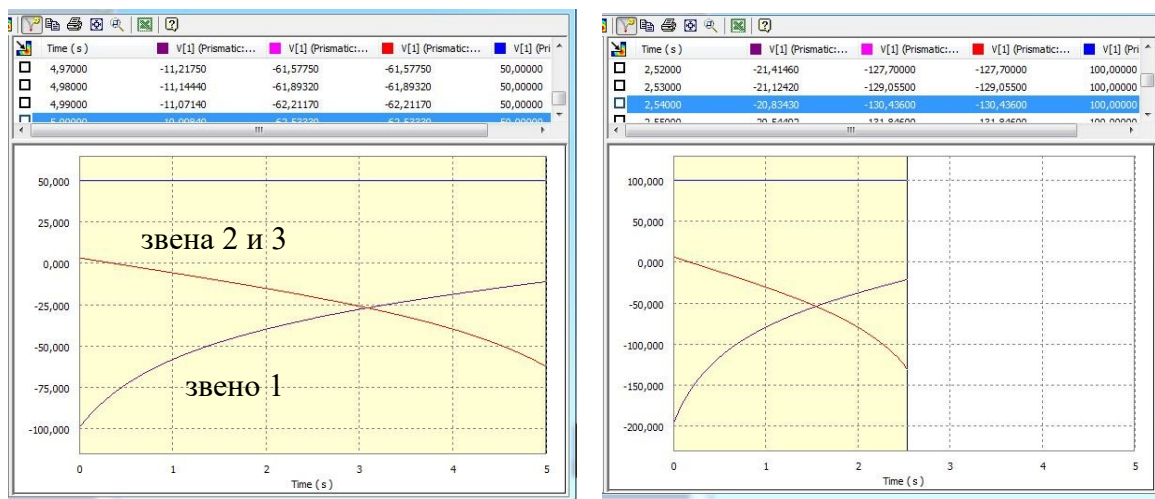 Time ( s ) V[1] (Prismatic:... V[1] (Prismatic:... V[1] (Prismatic:... V[1] (Pri
4,97000 -11,21750 -61,57750 -61,57750 50,00000
4,98000 -11,14440 -61,89320 -61,89320 50,00000
4,99000 -11,07140 -62,21170 -62,21170 50,00000
50,000
25,000
0,000
-25,000
-50,000
-75,000
-100,000
звена 2 и 3
звено 1
0 1 2 3 4 5
Time ( s )
Time ( s ) V[1] (Prismatic:... V[1] (Prismatic:... V[1] (Prismatic:... V[1] (Pri
2,52000 -21,41460 -127,70000 -127,70000 100,00000
2,53000 -21,12420 -129,05500 -129,05500 100,00000
2,54000 -20,83430 -130,43600 -130,43600 100,00000
100,000
50,000
0,000
-50,000
-100,000
-150,000
-200,000
0 1 2 3 4 5
Time ( s )